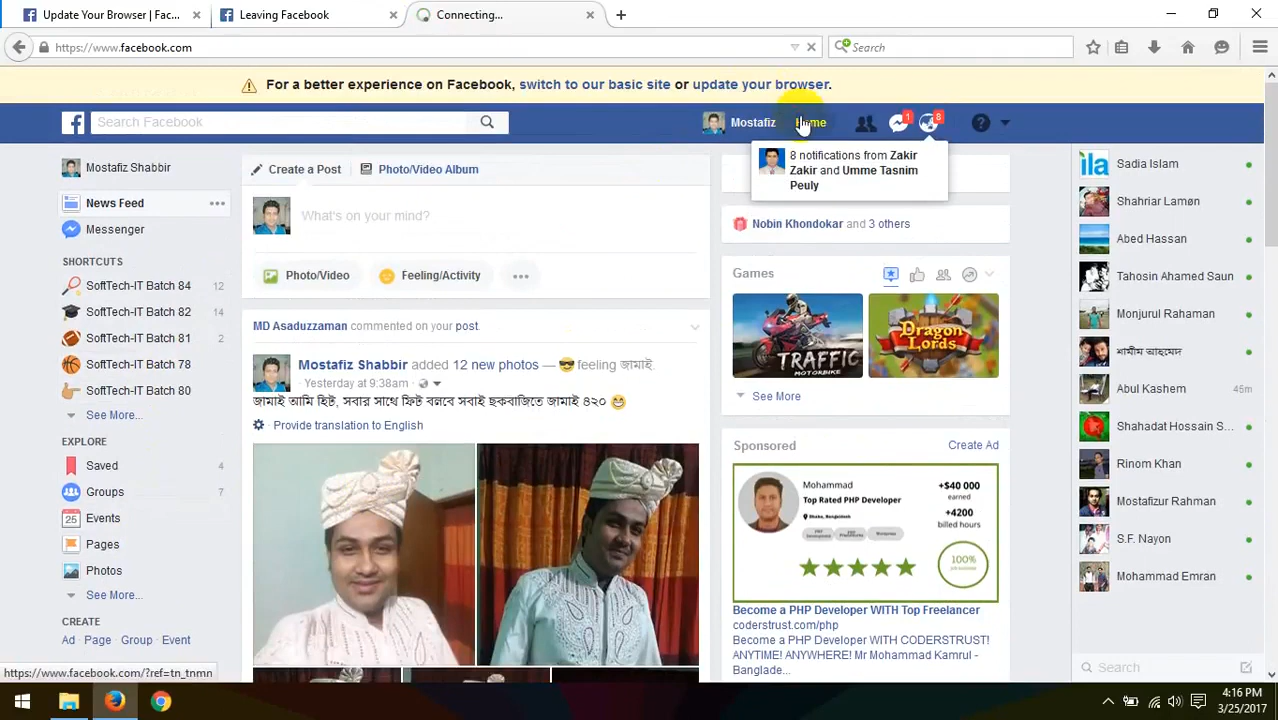 Update Your Browser | Fac...
Leaving Facebook
Connecting...
https://www.facebook.com
Search
For a better experience on Facebook, switch to our basic site or update your browser.
Search Facebook
Mostafiz
1
8
8 notifications from Zakir
Zakir and Umme Tasnim
Peuly
Mostafiz Shabbir
News Feed
Messenger
SHORTCUTS
SoftTech-IT Batch 84 12
SoftTech-IT Batch 82 14
SoftTech-IT Batch 81 2
SoftTech-IT Batch 78
SoftTech-IT Batch 80
See More...
EXPLORE
Saved 4
Groups 7
25 Events
Pages
Photos
See More...
CREATE
Ad · Page · Group · Event
https://www.facebook.com/?ref=tn_tnmn
Create a Post
Photo/Video Album
What's on your mind?
Photo/Video
Feeling/Activity
MD Asaduzzaman commented on your post.
Mostafiz Shabbir added 12 new photos — feeling জামাই.
Yesterday at 9:38am ·
জামাই আমি হিট, সবার সাথে ফিট বলবে সবাই ছকবাজিতে জামাই ৪২০
Provide translation to English
Nobin Khondokar and 3 others
Games
TRAFFIC
MOTORBIKE
Dragon
Lords
See More
Sponsored
Create Ad
Mohammad
Top Rated PHP Developer
Dhaka, Bangladesh
+$40 000
earned
+4200
billed hours
100%
Become a PHP Developer WITH Top Freelancer
coderstrust.com/php
Become a PHP Developer WITH CODERSTRUST!
ANYTIME! ANYWHERE! Mr Mohammad Kamrul -
Banglade...
ila
Sadia Islam
Shahriar Lamøn
Abed Hassan
Tahosin Ahamed Saun
Monjurul Rahaman
শামীম আহমেদ
Abul Kashem 45m
Shahadat Hossain S...
Rinom Khan
Mostafizur Rahman
S.F. Nayon
Mohammad Emran
Search
4:16 PM
3/25/2017